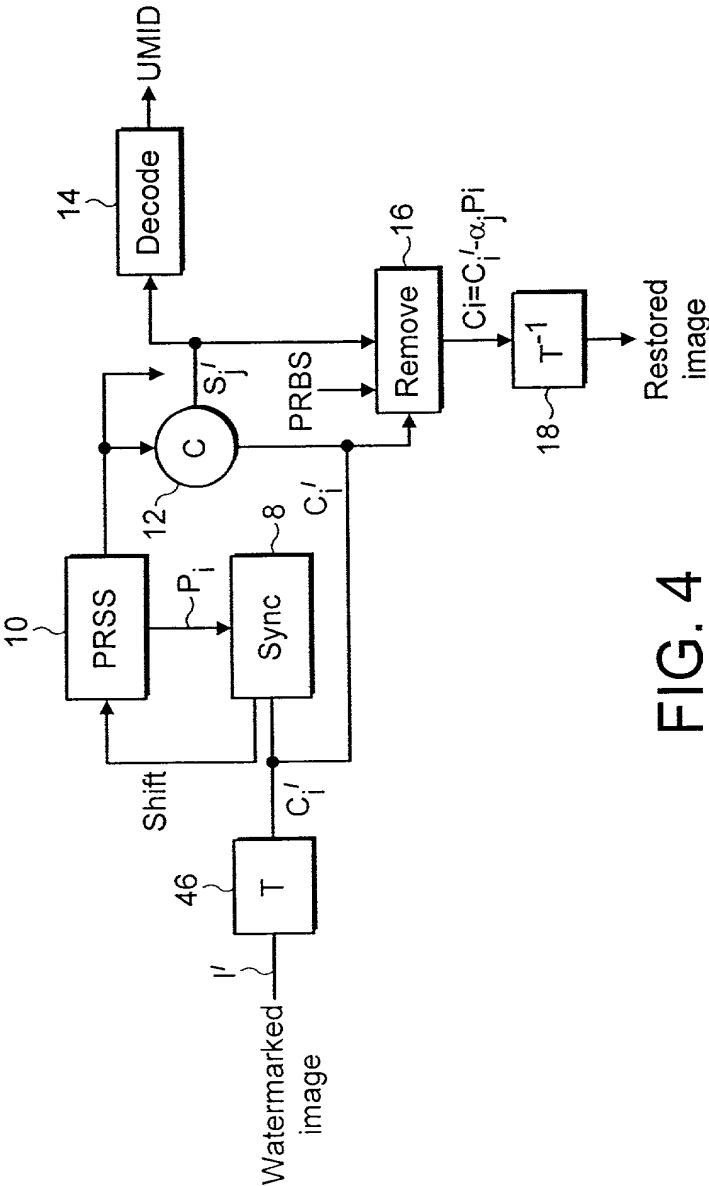 Watermarked
image
I′
46
T
C′i
Shift
10
PRSS
Pi
8
Sync
12
C
S′j
C′i
14
Decode
UMID
PRBS
16
Remove
Ci=C′i-αjPi
18
T-1
Restored
image
FIG. 4